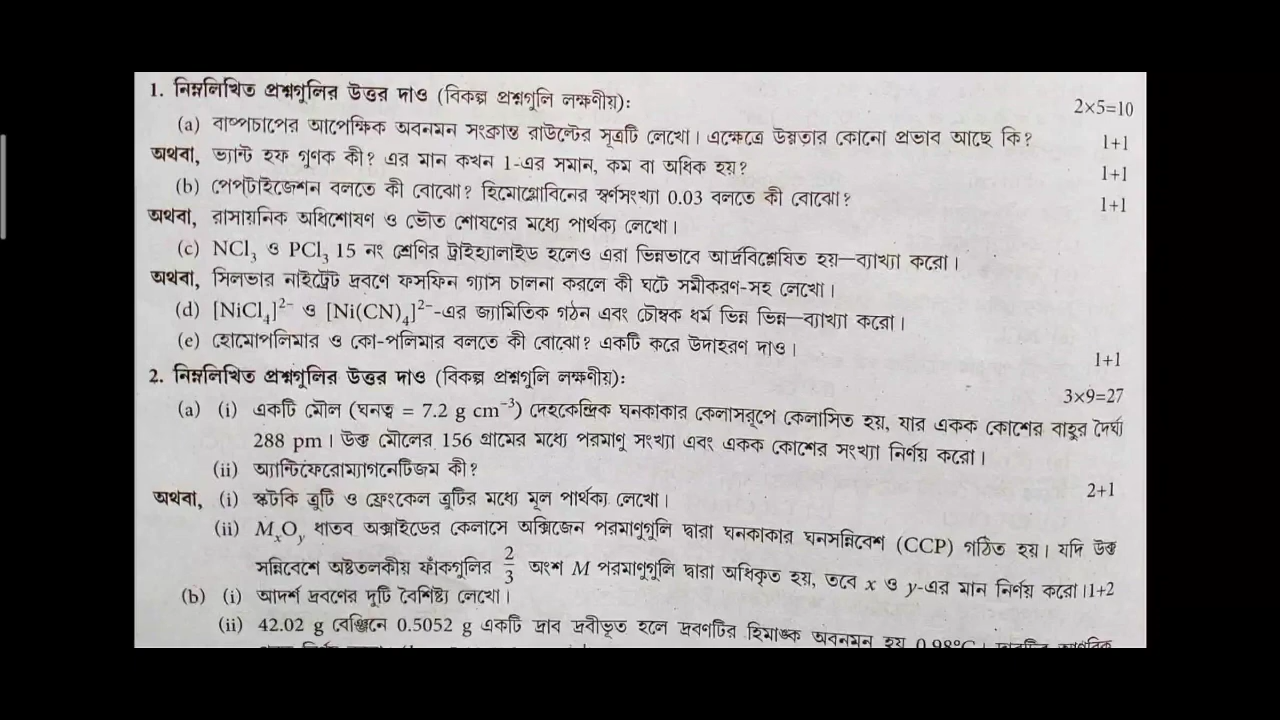 1. নিম্নলিখিত প্রশ্নগুলির উত্তর দাও (বিকল্প প্রশ্নগুলি লক্ষণীয়): 2×5=10
(a) বাষ্পচাপের আপেক্ষিক অবনমন সংক্রান্ত রাউল্টের সূত্রটি লেখো। এক্ষেত্রে উষ্ণতার কোনো প্রভাব আছে কি? 1+1
অথবা, ভ্যান্ট হফ গুণক কী? এর মান কখন 1-এর সমান, কম বা অধিক হয়? 1+1
(b) পেপ্‌টাইজেশন বলতে কী বোঝো? হিমোগ্লোবিনের স্বর্ণসংখ্যা 0.03 বলতে কী বোঝো? 1+1
অথবা, রাসায়নিক অধিশোষণ ও ভৌত শোষণের মধ্যে পার্থক্য লেখো।
(c) NCl₃ ও PCl₃ 15 নং শ্রেণির ট্রাইহ্যালাইড হলেও এরা ভিন্নভাবে আর্দ্রবিশ্লেষিত হয়—ব্যাখ্যা করো।
অথবা, সিলভার নাইট্রেট দ্রবণে ফসফিন গ্যাস চালনা করলে কী ঘটে সমীকরণ-সহ লেখো।
(d) [NiCl₄]²⁻ ও [Ni(CN)₄]²⁻-এর জ্যামিতিক গঠন এবং চৌম্বক ধর্ম ভিন্ন ভিন্ন—ব্যাখ্যা করো।
(e) হোমোপলিমার ও কো-পলিমার বলতে কী বোঝো? একটি করে উদাহরণ দাও। 1+1
2. নিম্নলিখিত প্রশ্নগুলির উত্তর দাও (বিকল্প প্রশ্নগুলি লক্ষণীয়): 3×9=27
(a) (i) একটি মৌল (ঘনত্ব = 7.2 g cm⁻³) দেহকেন্দ্রিক ঘনকাকার কেলাসরূপে কেলাসিত হয়, যার একক কোশের বাহুর দৈর্ঘ্য
288 pm। উক্ত মৌলের 156 গ্রামের মধ্যে পরমাণু সংখ্যা এবং একক কোশের সংখ্যা নির্ণয় করো।
(ii) অ্যান্টিফেরোম্যাগনেটিজম কী? 2+1
অথবা, (i) স্কটকি ত্রুটি ও ফ্রেংকেল ত্রুটির মধ্যে মূল পার্থক্য লেখো।
(ii) MₓOᵧ ধাতব অক্সাইডের কেলাসে অক্সিজেন পরমাণুগুলি দ্বারা ঘনকাকার ঘনসন্নিবেশ (CCP) গঠিত হয়। যদি উক্ত
সন্নিবেশে অষ্টতলকীয় ফাঁকগুলির 2/3 অংশ M পরমাণুগুলি দ্বারা অধিকৃত হয়, তবে x ও y-এর মান নির্ণয় করো।1+2
(b) (i) আদর্শ দ্রবণের দুটি বৈশিষ্ট্য লেখো।
(ii) 42.02 g বেঞ্জিনে 0.5052 g একটি দ্রাব দ্রবীভূত হলে দ্রবণটির হিমাঙ্ক অবনমন হয় 0.98°C।